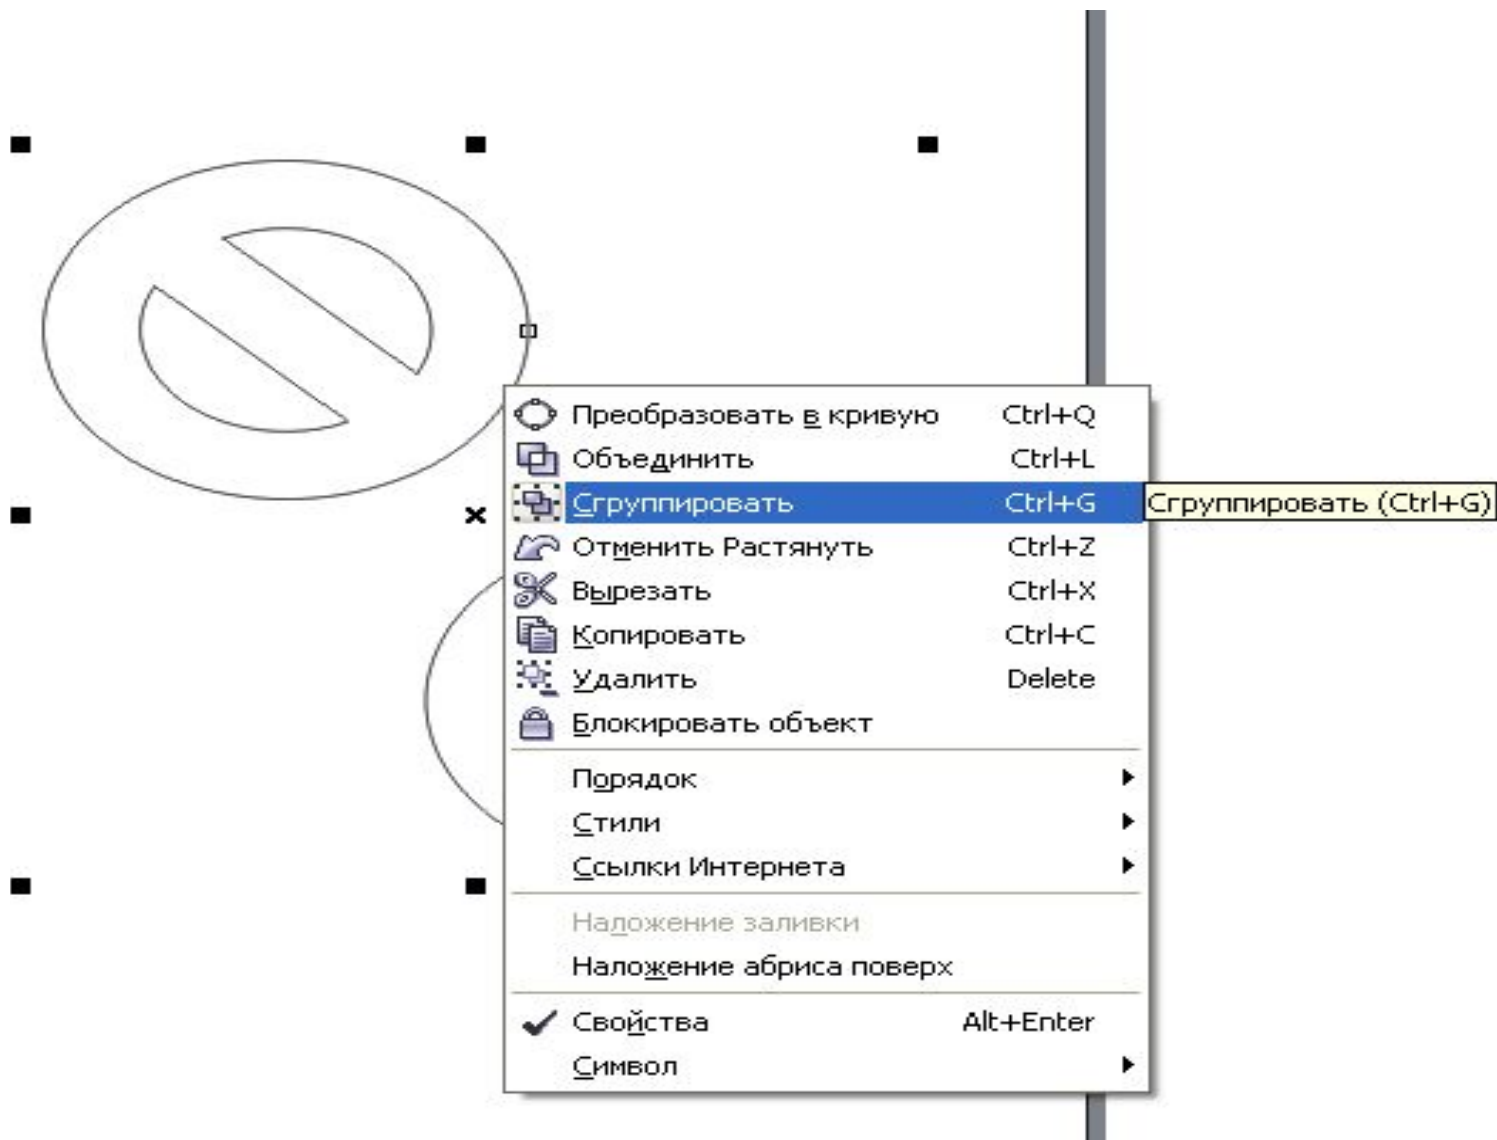 Преобразовать в кривую Ctrl+Q
Объединить Ctrl+L
Сгруппировать Ctrl+G
Сгруппировать (Ctrl+G)
Отменить Растянуть Ctrl+Z
Вырезать Ctrl+X
Копировать Ctrl+C
Удалить Delete
Блокировать объект
Порядок
Стили
Ссылки Интернета
Наложение заливки
Наложение абриса поверх
Свойства Alt+Enter
Символ